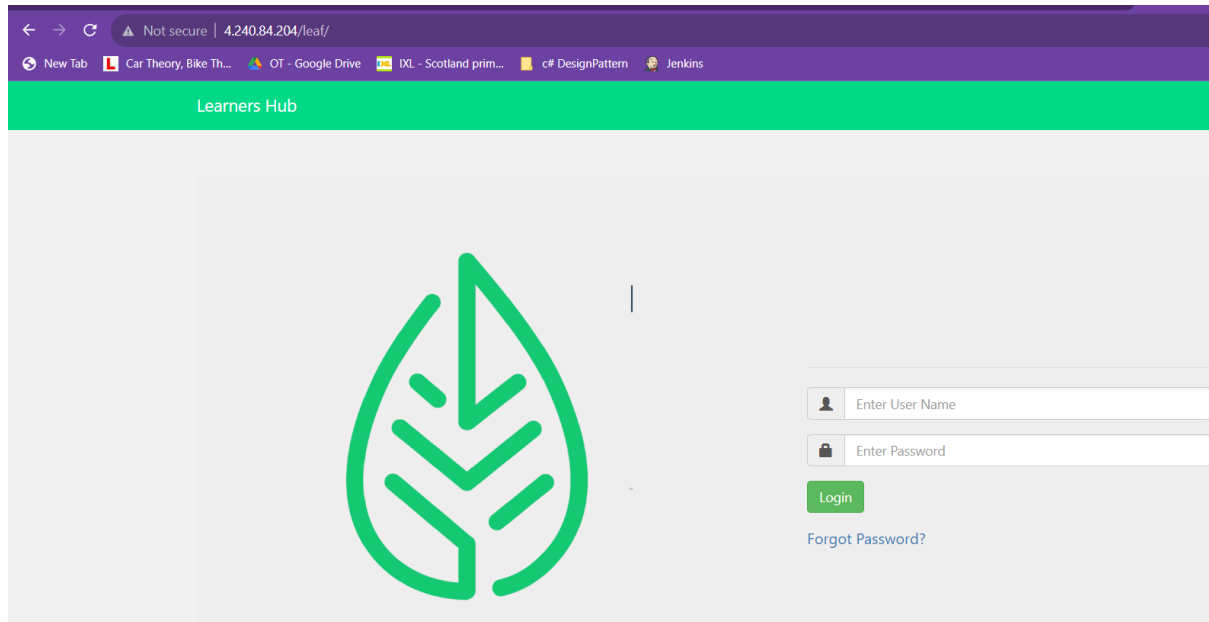 Not secure | 4.240.84.204/leaf/
New Tab L Car Theory, Bike Th... OT - Google Drive IXL - Scotland prim... c# DesignPattern Jenkins
Learners Hub
Enter User Name
Enter Password
Login
Forgot Password?